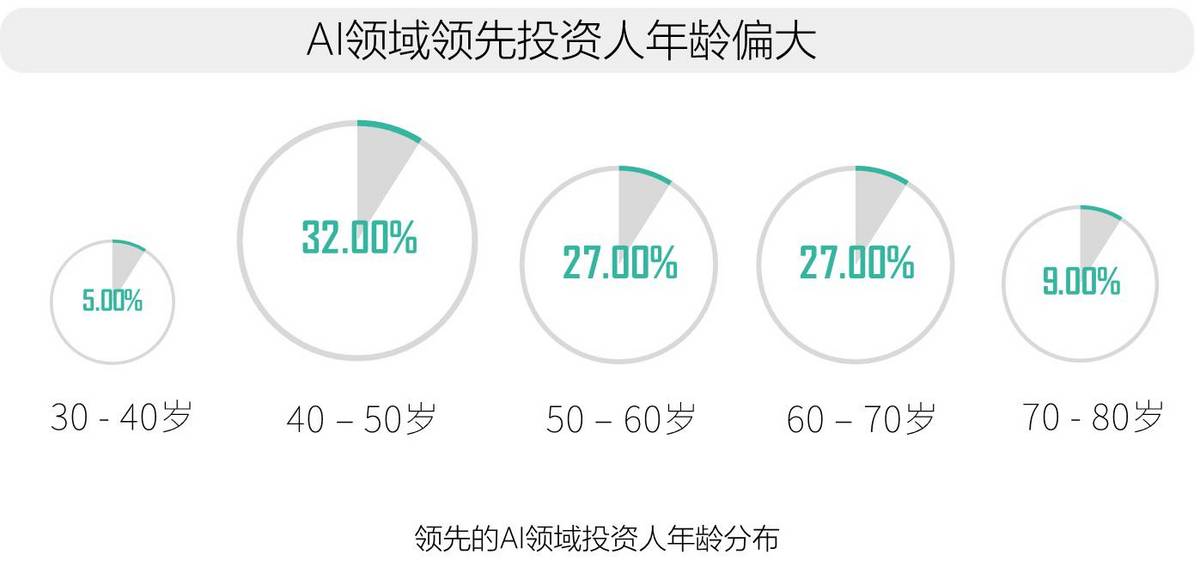 AI领域领先投资人年龄偏大
5.00%
32.00%
27.00%
27.00%
9.00%
30 - 40岁
40 – 50岁
50 – 60岁
60 – 70岁
70 - 80岁
领先的AI领域投资人年龄分布